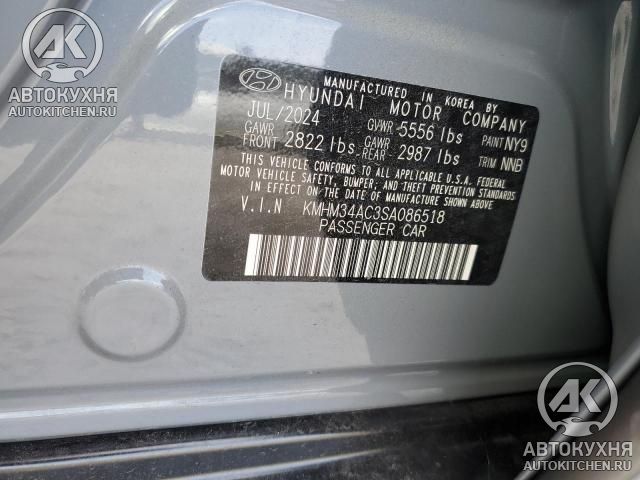 AK
АВТОКУХНЯ
AUTOKITCHEN.RU
MANUFACTURED IN KOREA BY
HYUNDAI MOTOR COMPANY
JUL/2024 GVWR 5556 lbs PAINT NY9
GAWR FRONT 2822 lbs GAWR REAR 2987 lbs TRIM NNB
THIS VEHICLE CONFORMS TO ALL APPLICABLE U.S.A. FEDERAL
MOTOR VEHICLE SAFETY, BUMPER, AND THEFT PREVENTION STANDARDS
IN EFFECT ON THE DATE OF MANUFACTURE SHOWN ABOVE.
V.I.N KMHM34AC3SA086518
PASSENGER CAR
AK
АВТОКУХНЯ
AUTOKITCHEN.RU